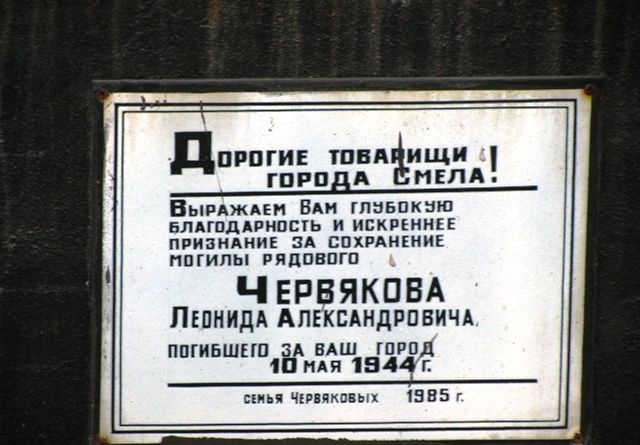 Дорогие товарищи
города Смела!
Выражаем Вам глубокую
благодарность и искреннее
признание за сохранение
могилы рядового
Червякова
Леонида Александровича,
погибшего за ваш город
10 мая 1944 г.
семья Червяковых 1985 г.